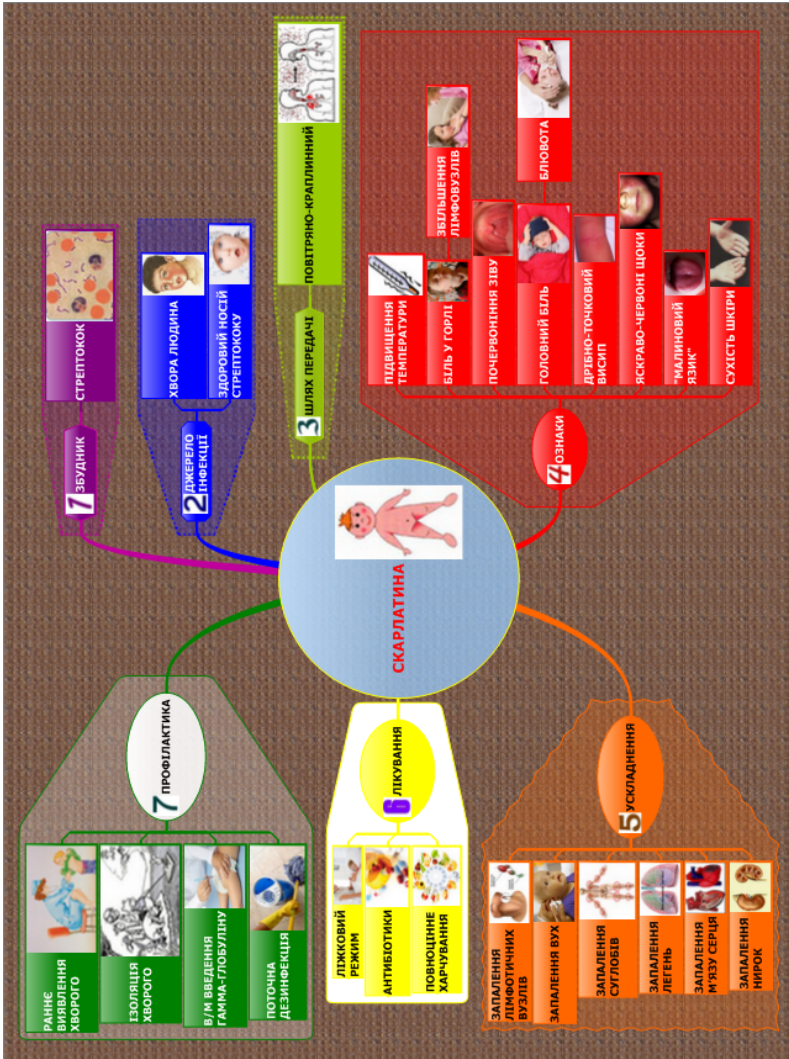 СКАРЛАТИНА
1 ЗБУДНИК
СТРЕПТОКОК
2 ДЖЕРЕЛО
ІНФЕКЦІЇ
ХВОРА ЛЮДИНА
ЗДОРОВИЙ НОСІЙ
СТРЕПТОКОКУ
3 ШЛЯХ ПЕРЕДАЧІ
ПОВІТРЯНО-КРАПЛИННИЙ
4 ОЗНАКИ
ПІДВИЩЕННЯ
ТЕМПЕРАТУРИ
БІЛЬ У ГОРЛІ
ЗБІЛЬШЕННЯ
ЛІМФОВУЗЛІВ
ПОЧЕРВОНІННЯ ЗІВУ
ГОЛОВНИЙ БІЛЬ
БЛЮВОТА
ДРІБНО-ТОЧКОВИЙ
ВИСИП
ЯСКРАВО-ЧЕРВОНІ ЩОКИ
"МАЛИНОВИЙ
ЯЗИК"
СУХІСТЬ ШКІРИ
5 УСКЛАДНЕННЯ
ЗАПАЛЕННЯ
ЛІМФОТИЧНИХ
ВУЗЛІВ
ЗАПАЛЕННЯ ВУХ
ЗАПАЛЕННЯ
СУГЛОБІВ
ЗАПАЛЕННЯ
ЛЕГЕНЬ
ЗАПАЛЕННЯ
М'ЯЗУ СЕРЦЯ
ЗАПАЛЕННЯ
НИРОК
6 ЛІКУВАННЯ
ЛІЖКОВИЙ
РЕЖИМ
АНТИБІОТИКИ
ПОВНОЦІННЕ
ХАРЧУВАННЯ
7 ПРОФІЛАКТИКА
РАННЄ
ВИЯВЛЕННЯ
ХВОРОГО
ІЗОЛЯЦІЯ
ХВОРОГО
В/М ВВЕДЕННЯ
ГАММА-ГЛОБУЛІНУ
ПОТОЧНА
ДЕЗИНФЕКЦІЯ